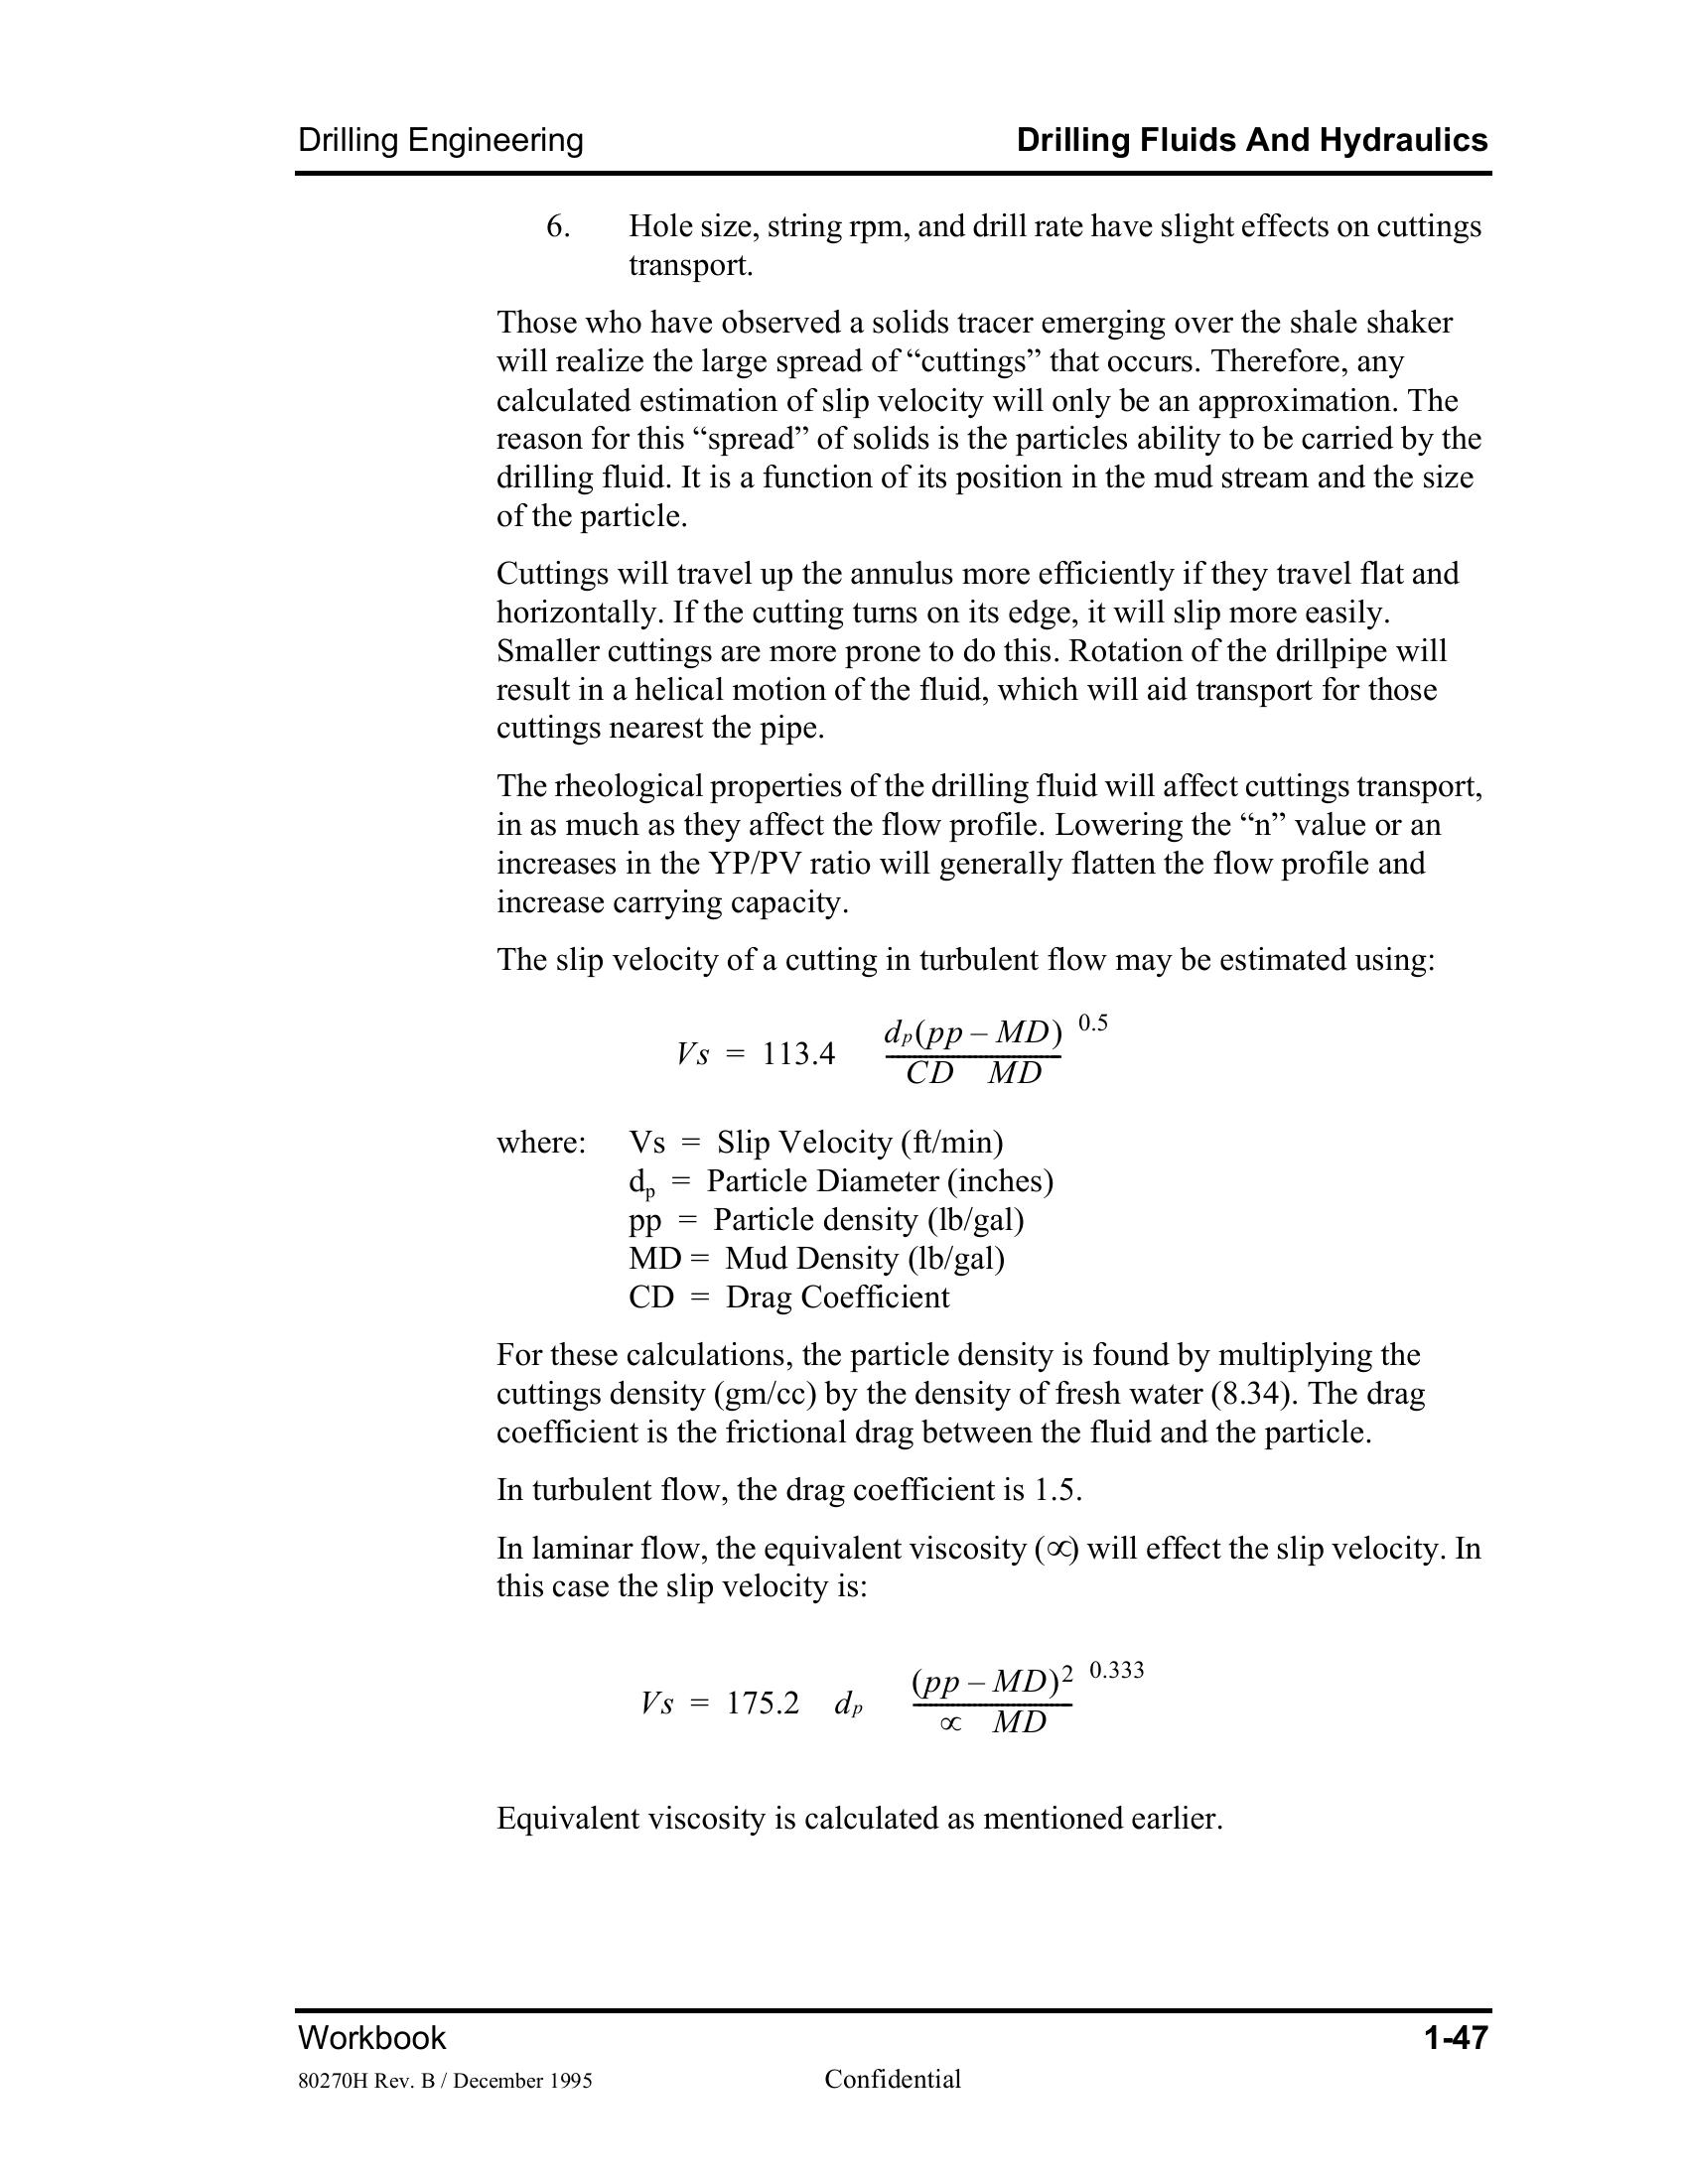 Drilling Engineering Drilling Fluids And Hydraulics
6. Hole size, string rpm, and drill rate have slight effects on cuttings
transport.
Those who have observed a solids tracer emerging over the shale shaker
will realize the large spread of “cuttings” that occurs. Therefore, any
calculated estimation of slip velocity will only be an approximation. The
reason for this “spread” of solids is the particles ability to be carried by the
drilling fluid. It is a function of its position in the mud stream and the size
of the particle.
Cuttings will travel up the annulus more efficiently if they travel flat and
horizontally. If the cutting turns on its edge, it will slip more easily.
Smaller cuttings are more prone to do this. Rotation of the drillpipe will
result in a helical motion of the fluid, which will aid transport for those
cuttings nearest the pipe.
The rheological properties of the drilling fluid will affect cuttings transport,
in as much as they affect the flow profile. Lowering the “n” value or an
increases in the YP/PV ratio will generally flatten the flow profile and
increase carrying capacity.
The slip velocity of a cutting in turbulent flow may be estimated using:
dp(pp – MD) 0.5
Vs = 113.4
CD MD
where: Vs = Slip Velocity (ft/min)
dp = Particle Diameter (inches)
pp = Particle density (lb/gal)
MD = Mud Density (lb/gal)
CD = Drag Coefficient
For these calculations, the particle density is found by multiplying the
cuttings density (gm/cc) by the density of fresh water (8.34). The drag
coefficient is the frictional drag between the fluid and the particle.
In turbulent flow, the drag coefficient is 1.5.
In laminar flow, the equivalent viscosity (∝) will effect the slip velocity. In
this case the slip velocity is:
(pp – MD)2 0.333
Vs = 175.2 dp
∝ MD
Equivalent viscosity is calculated as mentioned earlier.
Workbook 1-47
80270H Rev. B / December 1995 Confidential